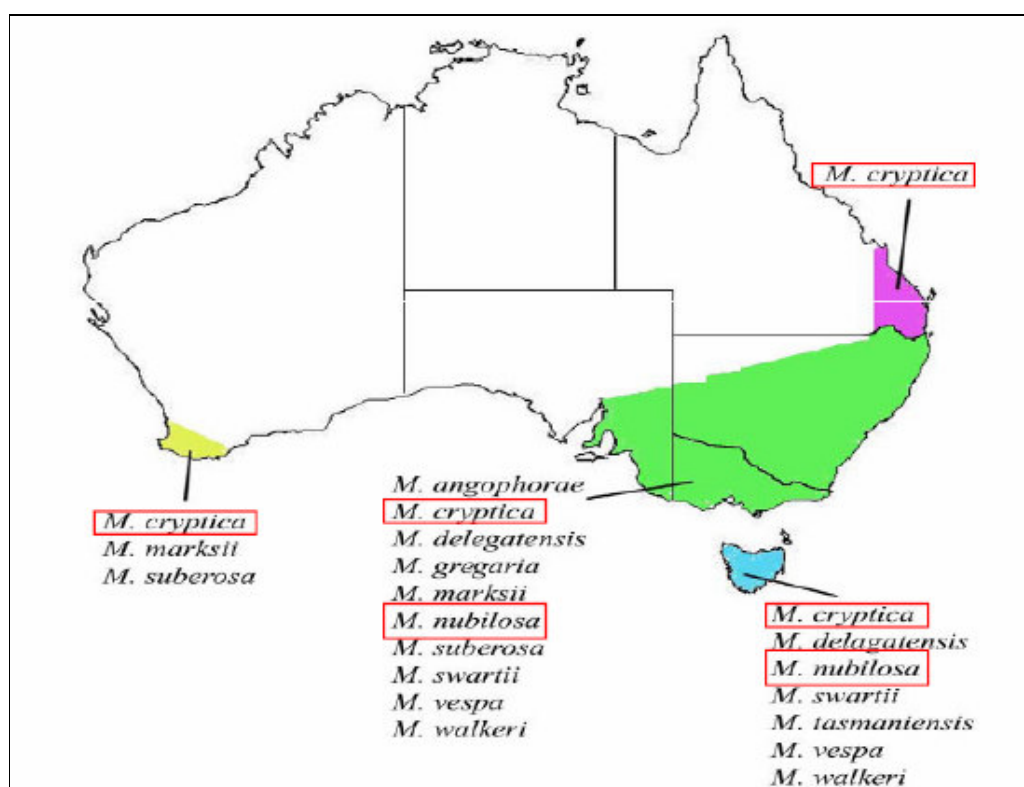 M. cryptica
M. cryptica
M. marksii
M. suberosa
M. angophorae
M. cryptica
M. delegatensis
M. gregaria
M. marksii
M. nubilosa
M. suberosa
M. swartii
M. vespa
M. walkeri
M. cryptica
M. delagatensis
M. nubilosa
M. swartii
M. tasmaniensis
M. vespa
M. walkeri